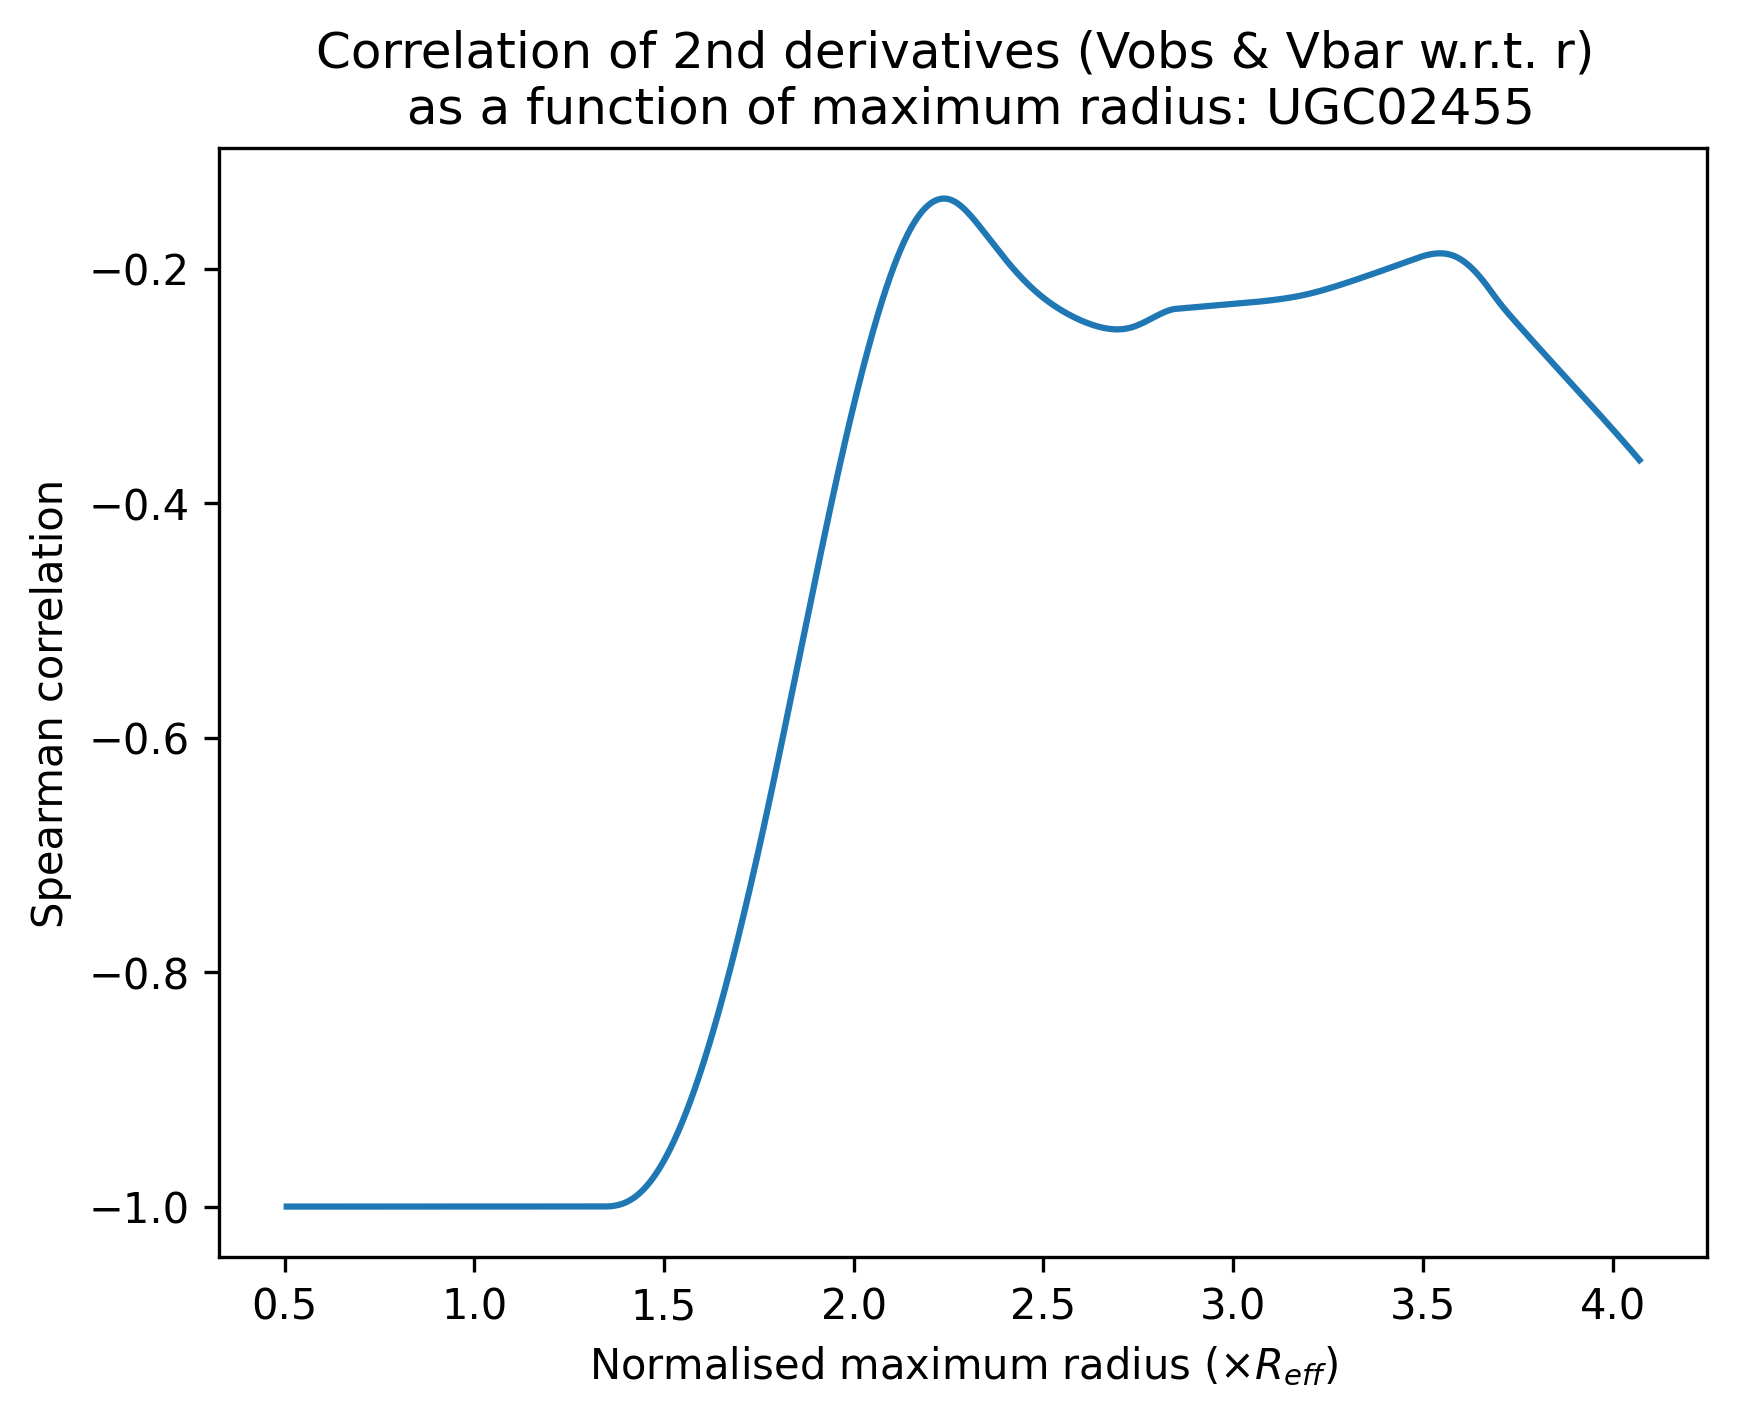 Correlation of 2nd derivatives (Vobs & Vbar w.r.t. r)
as a function of maximum radius: UGC02455
Spearman correlation
−0.2
−0.4
−0.6
−0.8
−1.0
0.5 1.0 1.5 2.0 2.5 3.0 3.5 4.0
Normalised maximum radius (×R_eff)